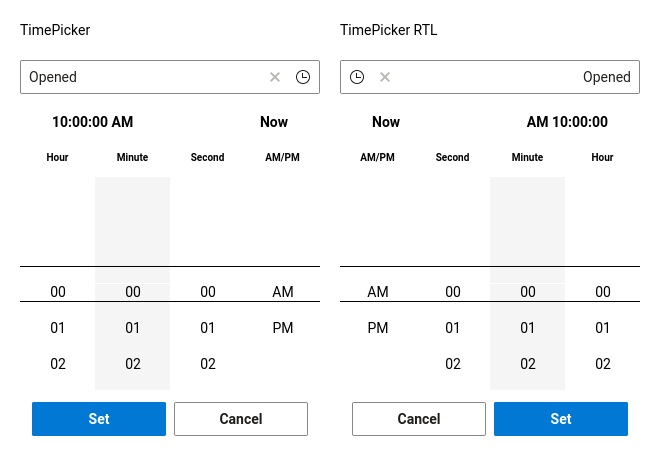 TimePicker
Opened
10:00:00 AM Now
Hour Minute Second AM/PM
00 00 00 AM
01 01 01 PM
02 02 02
Set Cancel
TimePicker RTL
Opened
Now AM 10:00:00
AM/PM Second Minute Hour
AM 00 00 00
PM 01 01 01
02 02 02
Cancel Set